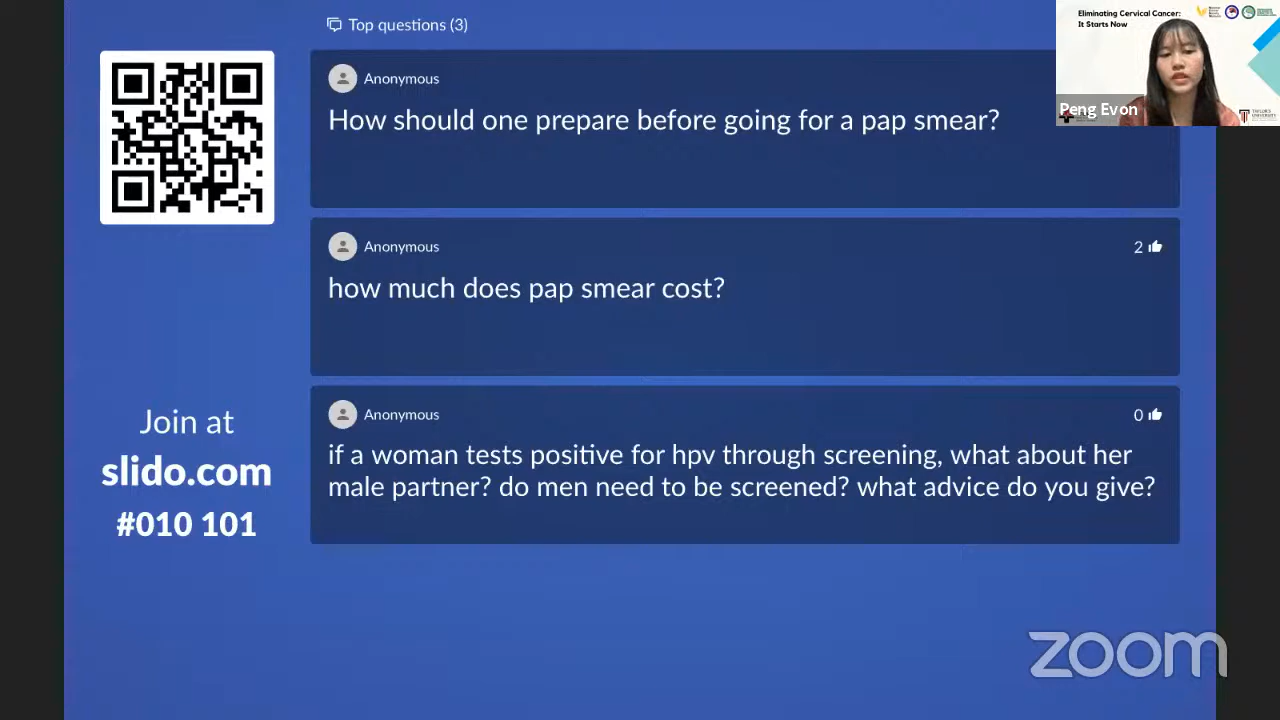 Top questions (3)
Anonymous
How should one prepare before going for a pap smear?
Anonymous
2
how much does pap smear cost?
Anonymous
0
if a woman tests positive for hpv through screening, what about her
male partner? do men need to be screened? what advice do you give?
Join at
slido.com
#010 101
Eliminating Cervical Cancer:
It Starts Now
Peng Evon
TAYLOR'S
UNIVERSITY
zoom